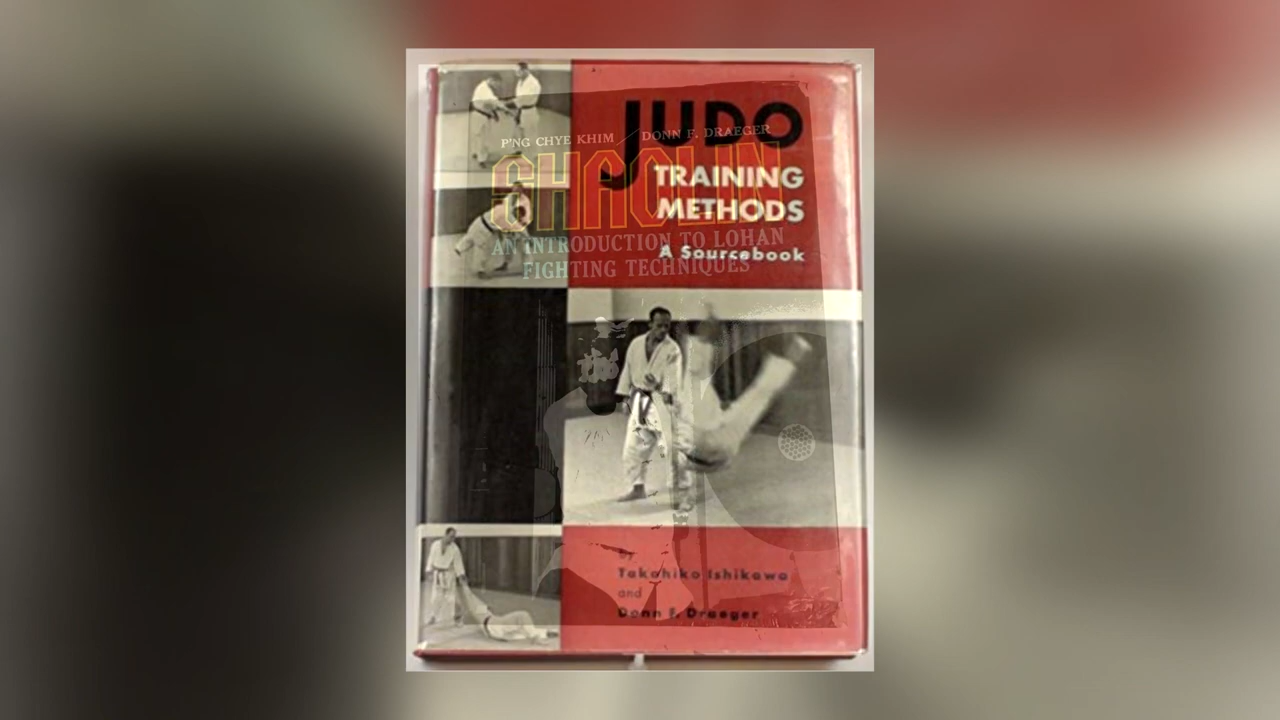 JUDO
P'NG CHYE KHIM / DONN F. DRAEGER
SHAOLIN
TRAINING
METHODS
AN INTRODUCTION TO LOHAN
A Sourcebook
FIGHTING TECHNIQUES
by
Takahiko Ishikawa
and
Donn F. Draeger